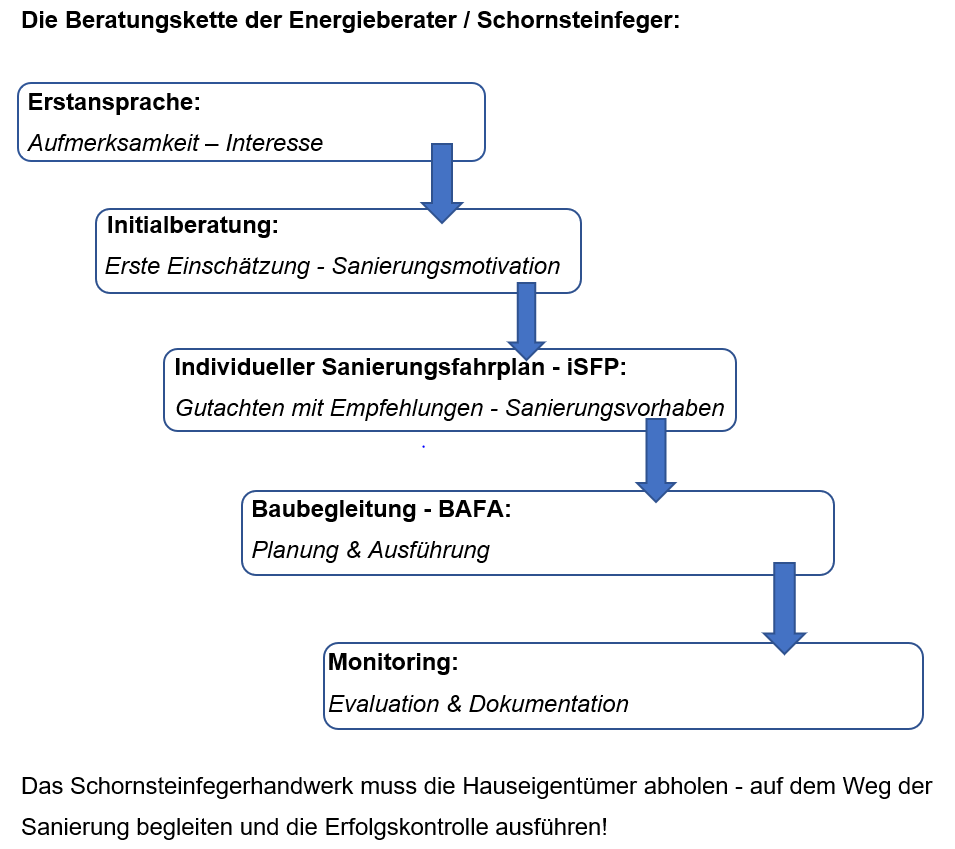 Die Beratungskette der Energieberater / Schornsteinfeger:
Erstansprache:
Aufmerksamkeit – Interesse
Initialberatung:
Erste Einschätzung - Sanierungsmotivation
Individueller Sanierungsfahrplan - iSFP:
Gutachten mit Empfehlungen - Sanierungsvorhaben
Baubegleitung - BAFA:
Planung & Ausführung
Monitoring:
Evaluation & Dokumentation
Das Schornsteinfegerhandwerk muss die Hauseigentümer abholen - auf dem Weg der
Sanierung begleiten und die Erfolgskontrolle ausführen!